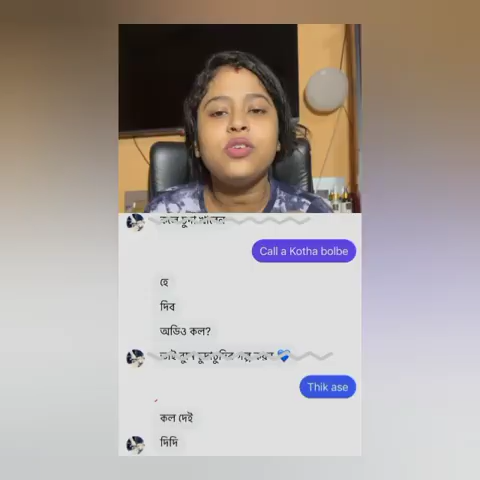 Call a Kotha bolbe
হে
দিব
অডিও কল?
Thik ase
কল দেই
দিদি